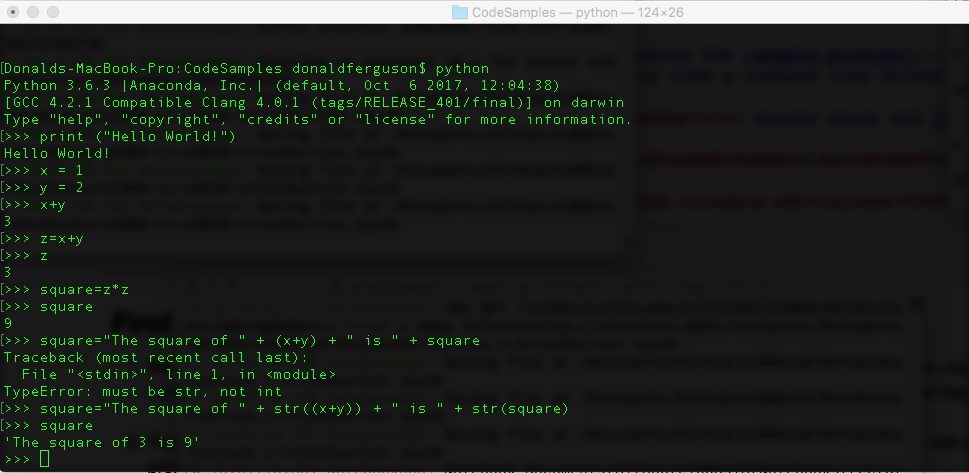 CodeSamples — python — 124×26
[Donalds-MacBook-Pro:CodeSamples donaldferguson$ python
Python 3.6.3 |Anaconda, Inc.| (default, Oct  6 2017, 12:04:38)
[GCC 4.2.1 Compatible Clang 4.0.1 (tags/RELEASE_401/final)] on darwin
Type "help", "copyright", "credits" or "license" for more information.
[>>> print ("Hello World!")
Hello World!
[>>> x = 1
[>>> y = 2
[>>> x+y
3
[>>> z=x+y
[>>> z
3
[>>> square=z*z
[>>> square
9
[>>> square="The square of " + (x+y) + " is " + square
Traceback (most recent call last):
  File "<stdin>", line 1, in <module>
TypeError: must be str, not int
[>>> square="The square of " + str((x+y)) + " is " + str(square)
[>>> square
'The square of 3 is 9'
>>>